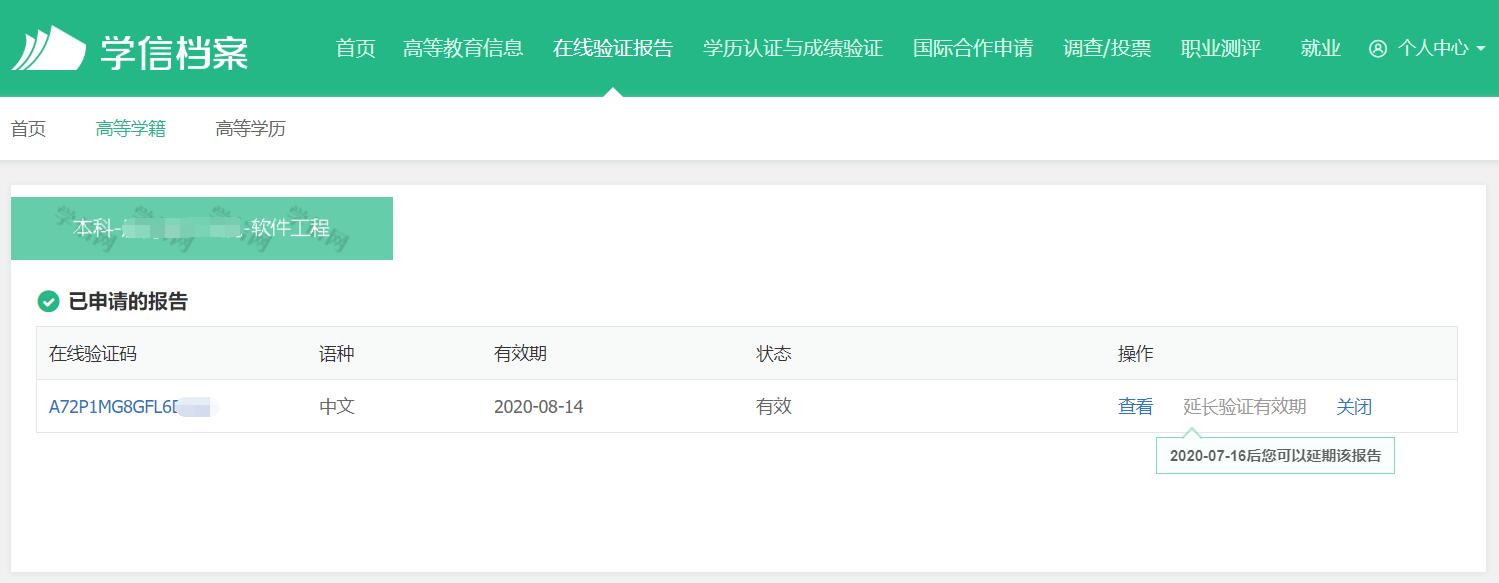 学信档案 首页 高等教育信息 在线验证报告 学历认证与成绩验证 国际合作申请 调查/投票 职业测评 就业 个人中心
首页 高等学籍 高等学历
本科- -软件工程
已申请的报告
在线验证码 语种 有效期 状态 操作
A72P1MG8GFL6 中文 2020-08-14 有效 查看 延长验证有效期 关闭
2020-07-16后您可以延期该报告